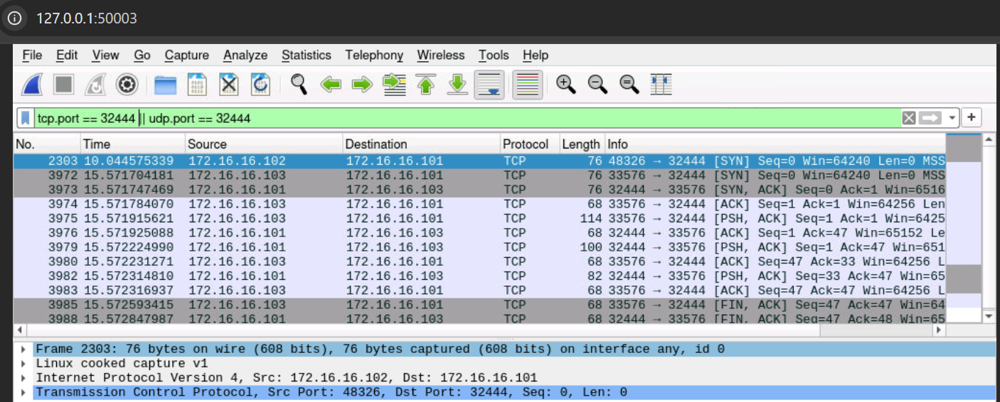 127.0.0.1:50003
File Edit View Go Capture Analyze Statistics Telephony Wireless Tools Help
tcp.port == 32444 || udp.port == 32444
No. Time Source Destination Protocol Length Info
2303 10.044575339 172.16.16.102 172.16.16.101 TCP 76 48326 → 32444 [SYN] Seq=0 Win=64240 Len=0 MSS
3972 15.571704181 172.16.16.103 172.16.16.101 TCP 76 33576 → 32444 [SYN] Seq=0 Win=64240 Len=0 MSS
3973 15.571747469 172.16.16.101 172.16.16.103 TCP 76 32444 → 33576 [SYN, ACK] Seq=0 Ack=1 Win=6516
3974 15.571784070 172.16.16.103 172.16.16.101 TCP 68 33576 → 32444 [ACK] Seq=1 Ack=1 Win=64256 Len
3975 15.571915621 172.16.16.103 172.16.16.101 TCP 114 33576 → 32444 [PSH, ACK] Seq=1 Ack=1 Win=6425
3976 15.571925088 172.16.16.101 172.16.16.103 TCP 68 32444 → 33576 [ACK] Seq=1 Ack=47 Win=65152 Le
3979 15.572224990 172.16.16.101 172.16.16.103 TCP 100 32444 → 33576 [PSH, ACK] Seq=1 Ack=47 Win=651
3980 15.572231271 172.16.16.103 172.16.16.101 TCP 68 33576 → 32444 [ACK] Seq=47 Ack=33 Win=64256 L
3982 15.572314810 172.16.16.101 172.16.16.103 TCP 82 32444 → 33576 [PSH, ACK] Seq=33 Ack=47 Win=65
3983 15.572316937 172.16.16.103 172.16.16.101 TCP 68 33576 → 32444 [ACK] Seq=47 Ack=47 Win=64256 L
3985 15.572593415 172.16.16.103 172.16.16.101 TCP 68 33576 → 32444 [FIN, ACK] Seq=47 Ack=47 Win=64
3988 15.572847987 172.16.16.101 172.16.16.103 TCP 68 32444 → 33576 [FIN, ACK] Seq=47 Ack=48 Win=65
Frame 2303: 76 bytes on wire (608 bits), 76 bytes captured (608 bits) on interface any, id 0
Linux cooked capture v1
Internet Protocol Version 4, Src: 172.16.16.102, Dst: 172.16.16.101
Transmission Control Protocol, Src Port: 48326, Dst Port: 32444, Seq: 0, Len: 0